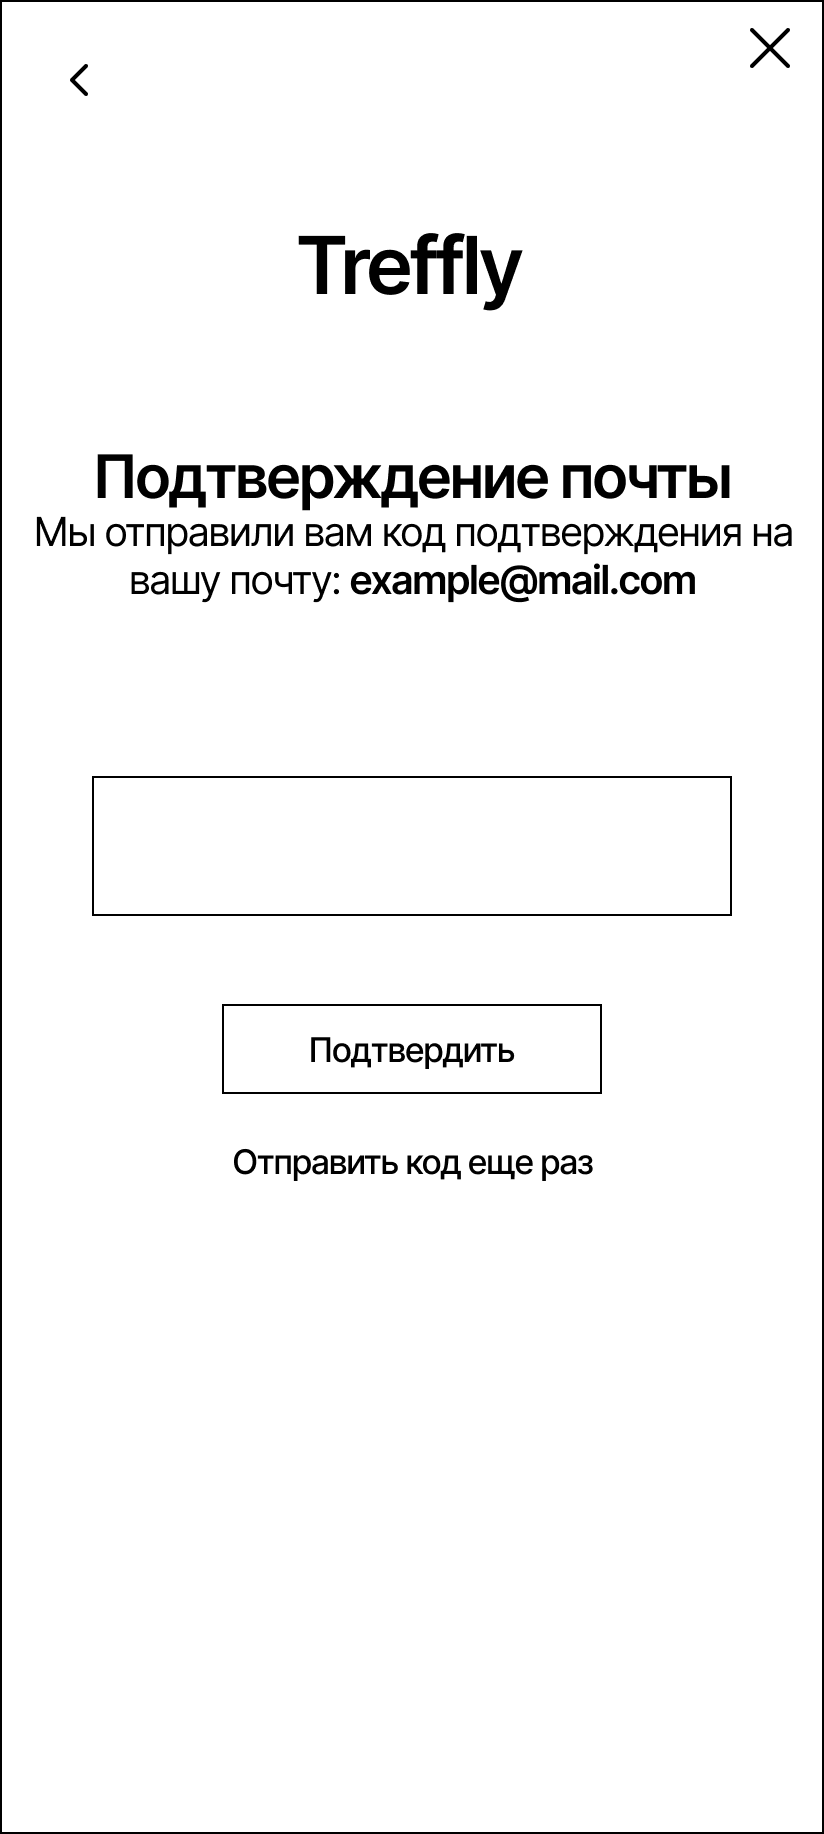 Treffly
Подтверждение почты
Мы отправили вам код подтверждения на
вашу почту: example@mail.com
Подтвердить
Отправить код еще раз